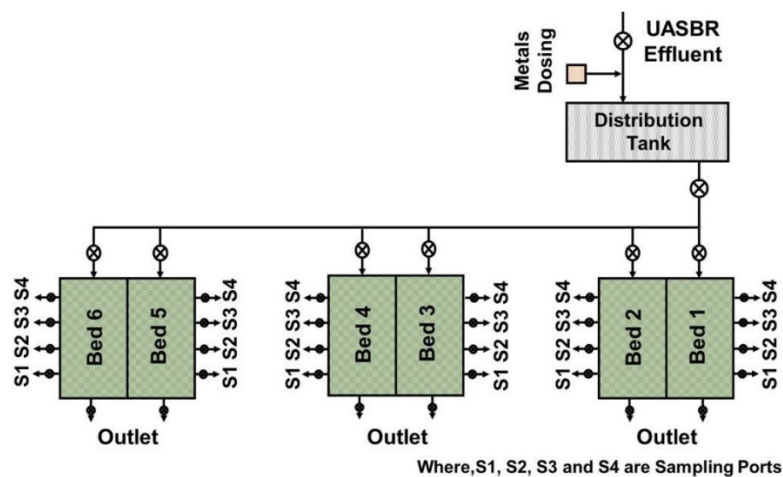 UASBR
Effluent
Metals
Dosing
Distribution
Tank
S4
S3
S2
S1
Bed 6
Bed 5
S4
S3
S2
S1
S4
S3
S2
S1
Bed 4
Bed 3
S4
S3
S2
S1
S4
S3
S2
S1
Bed 2
Bed 1
S4
S3
S2
S1
Outlet
Outlet
Outlet
Where,S1, S2, S3 and S4 are Sampling Ports